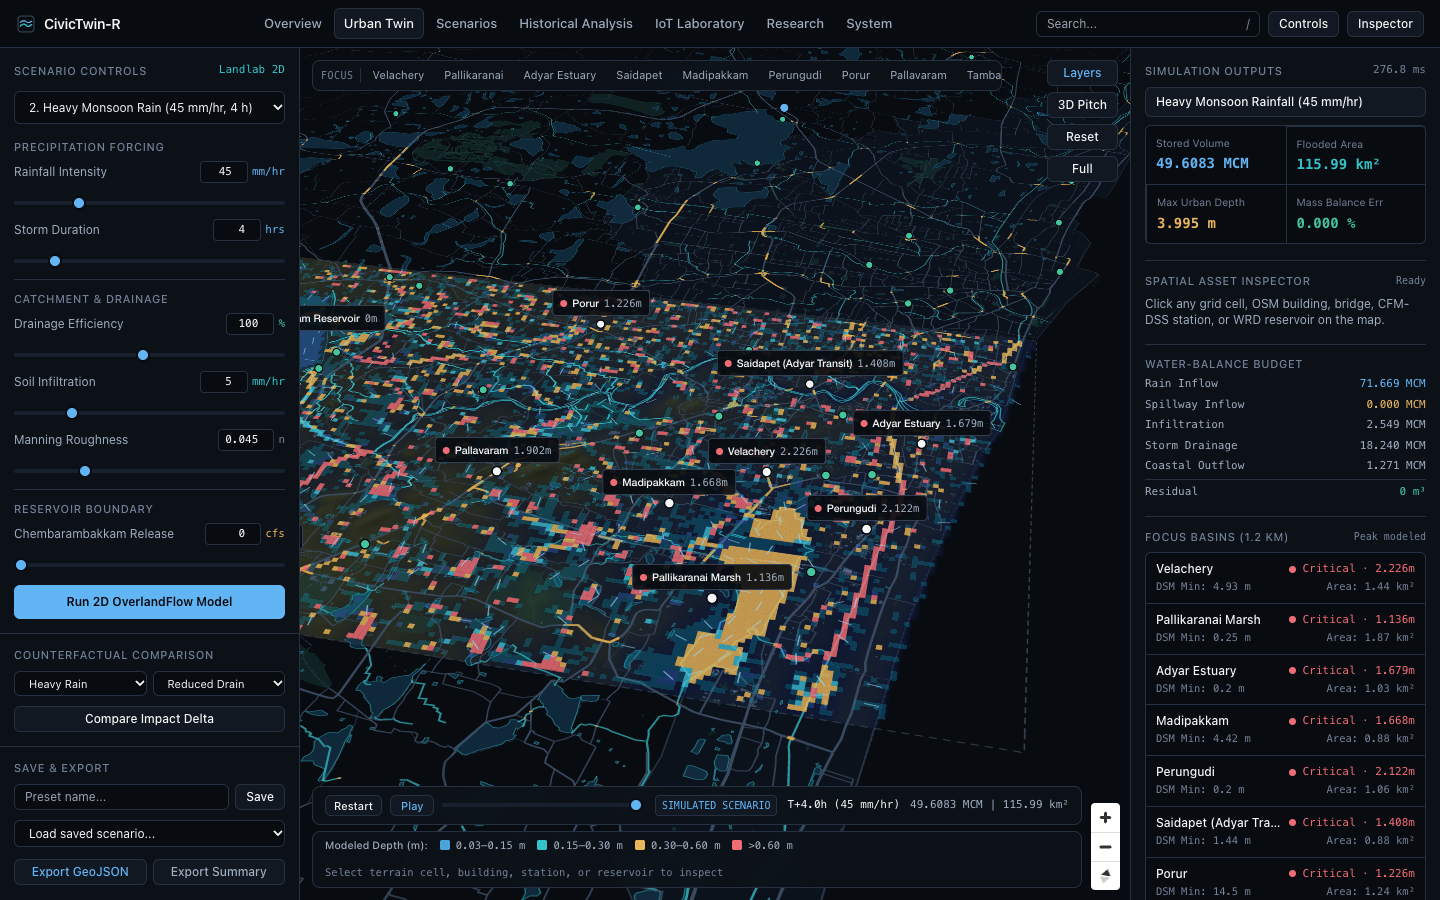 CivicTwin-R
Overview Urban Twin Scenarios Historical Analysis IoT Laboratory Research System
Search... /
Controls
Inspector
SCENARIO CONTROLS Landlab 2D
2. Heavy Monsoon Rain (45 mm/hr, 4 h)
PRECIPITATION FORCING
Rainfall Intensity 45 mm/hr
Storm Duration 4 hrs
CATCHMENT & DRAINAGE
Drainage Efficiency 100 %
Soil Infiltration 5 mm/hr
Manning Roughness 0.045 n
RESERVOIR BOUNDARY
Chembarambakkam Release 0 cfs
Run 2D OverlandFlow Model
COUNTERFACTUAL COMPARISON
Heavy Rain Reduced Drain
Compare Impact Delta
SAVE & EXPORT
Preset name... Save
Load saved scenario...
Export GeoJSON Export Summary
FOCUS Velachery Pallikaranai Adyar Estuary Saidapet Madipakkam Perungudi Porur Pallavaram Tamba
Layers
3D Pitch
Reset
Full
Porur 1.226m
am Reservoir 0m
Saidapet (Adyar Transit) 1.408m
Adyar Estuary 1.679m
Pallavaram 1.902m
Velachery 2.226m
Madipakkam 1.668m
Perungudi 2.122m
Pallikaranai Marsh 1.136m
Restart Play SIMULATED SCENARIO T+4.0h (45 mm/hr) 49.6083 MCM | 115.99 km²
Modeled Depth (m): 0.03–0.15 m 0.15–0.30 m 0.30–0.60 m >0.60 m
Select terrain cell, building, station, or reservoir to inspect
SIMULATION OUTPUTS 276.8 ms
Heavy Monsoon Rainfall (45 mm/hr)
Stored Volume
49.6083 MCM
Flooded Area
115.99 km²
Max Urban Depth
3.995 m
Mass Balance Err
0.000 %
SPATIAL ASSET INSPECTOR Ready
Click any grid cell, OSM building, bridge, CFM-
DSS station, or WRD reservoir on the map.
WATER-BALANCE BUDGET
Rain Inflow 71.669 MCM
Spillway Inflow 0.000 MCM
Infiltration 2.549 MCM
Storm Drainage 18.240 MCM
Coastal Outflow 1.271 MCM
Residual 0 m³
FOCUS BASINS (1.2 KM) Peak modeled
Velachery Critical · 2.226m
DSM Min: 4.93 m Area: 1.44 km²
Pallikaranai Marsh Critical · 1.136m
DSM Min: 0.25 m Area: 1.87 km²
Adyar Estuary Critical · 1.679m
DSM Min: 0.2 m Area: 1.03 km²
Madipakkam Critical · 1.668m
DSM Min: 4.42 m Area: 0.88 km²
Perungudi Critical · 2.122m
DSM Min: 0.2 m Area: 1.06 km²
Saidapet (Adyar Tra... Critical · 1.408m
DSM Min: 1.44 m Area: 0.88 km²
Porur Critical · 1.226m
DSM Min: 14.5 m Area: 1.24 km²